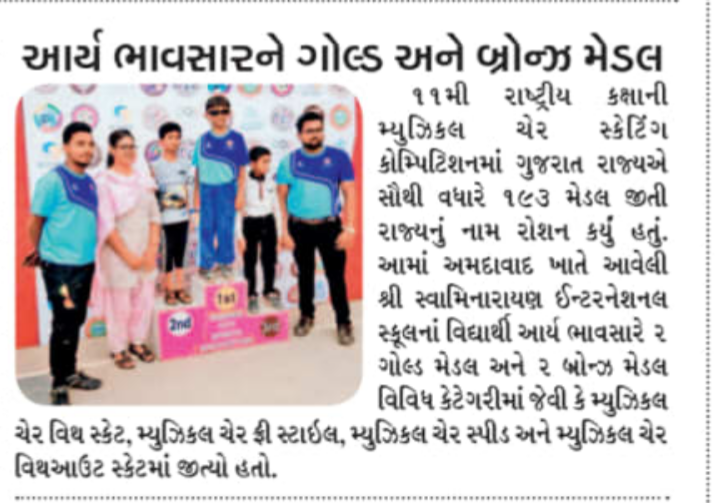 આર્ય ભાવસારને ગોલ્ડ અને બ્રોન્ઝ મેડલ
૧૧મી રાષ્ટ્રીય કક્ષાની
મ્યુઝિકલ ચેર સ્કેટિંગ
કોમ્પિટિશનમાં ગુજરાત રાજ્યએ
સૌથી વધારે ૧૯૩ મેડલ જીતી
રાજ્યનું નામ રોશન કર્યું હતું.
આમાં અમદાવાદ ખાતે આવેલી
શ્રી સ્વામિનારાયણ ઈન્ટરનેશનલ
સ્કૂલનાં વિદ્યાર્થી આર્ય ભાવસારે ૨
ગોલ્ડ મેડલ અને ૨ બ્રોન્ઝ મેડલ
વિવિધ કેટેગરીમાં જેવી કે મ્યુઝિકલ
ચેર વિથ સ્કેટ, મ્યુઝિકલ ચેર ફ્રી સ્ટાઇલ, મ્યુઝિકલ ચેર સ્પીડ અને મ્યુઝિકલ ચેર
વિથઆઉટ સ્કેટમાં જીત્યો હતો.
1st
2nd